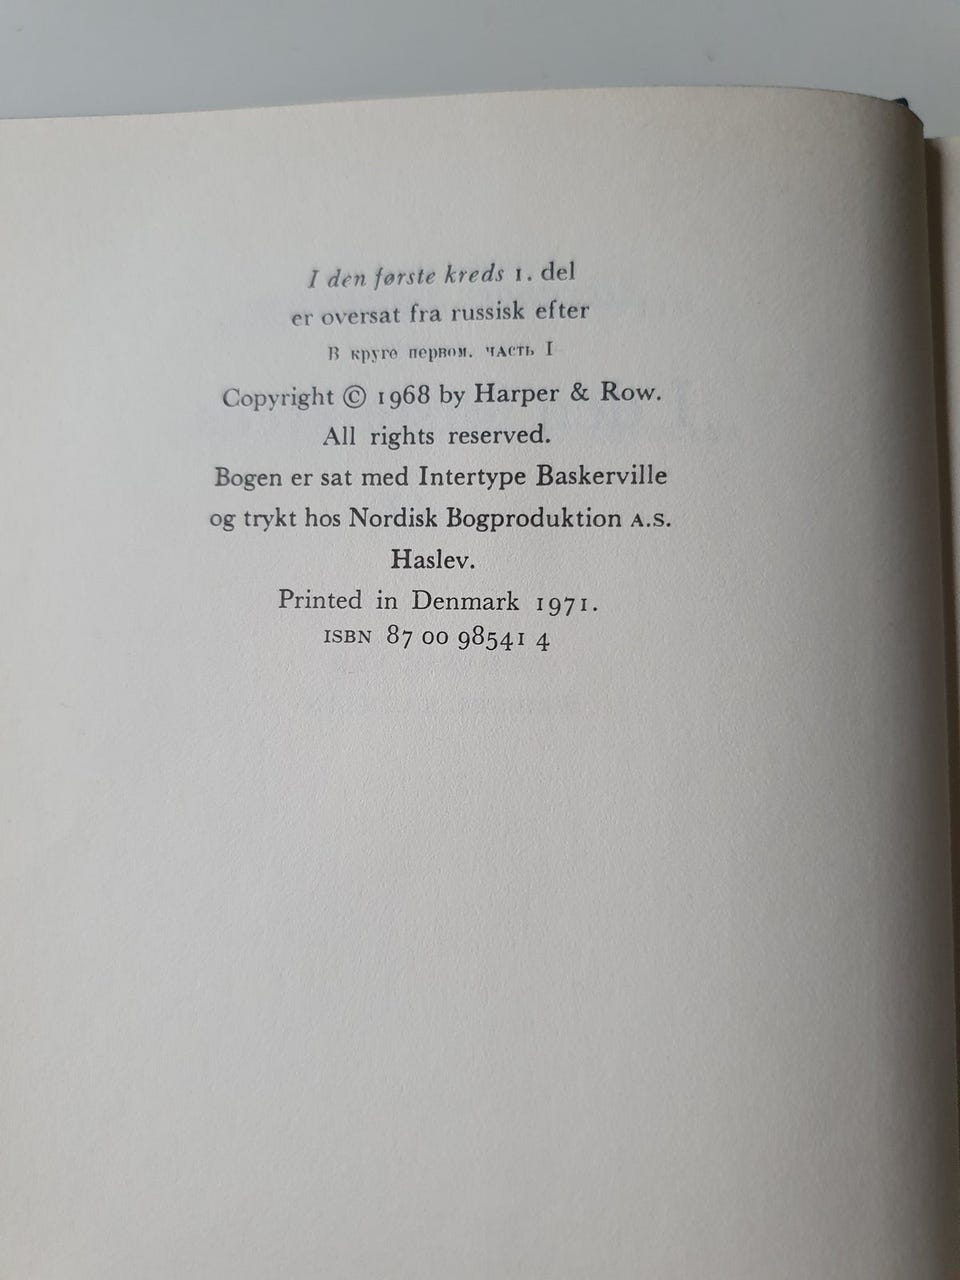 I den første kreds 1. del
er oversat fra russisk efter
В круге первом. часть I
Copyright © 1968 by Harper & Row.
All rights reserved.
Bogen er sat med Intertype Baskerville
og trykt hos Nordisk Bogproduktion A.S.
Haslev.
Printed in Denmark 1971.
ISBN 87 00 98541 4